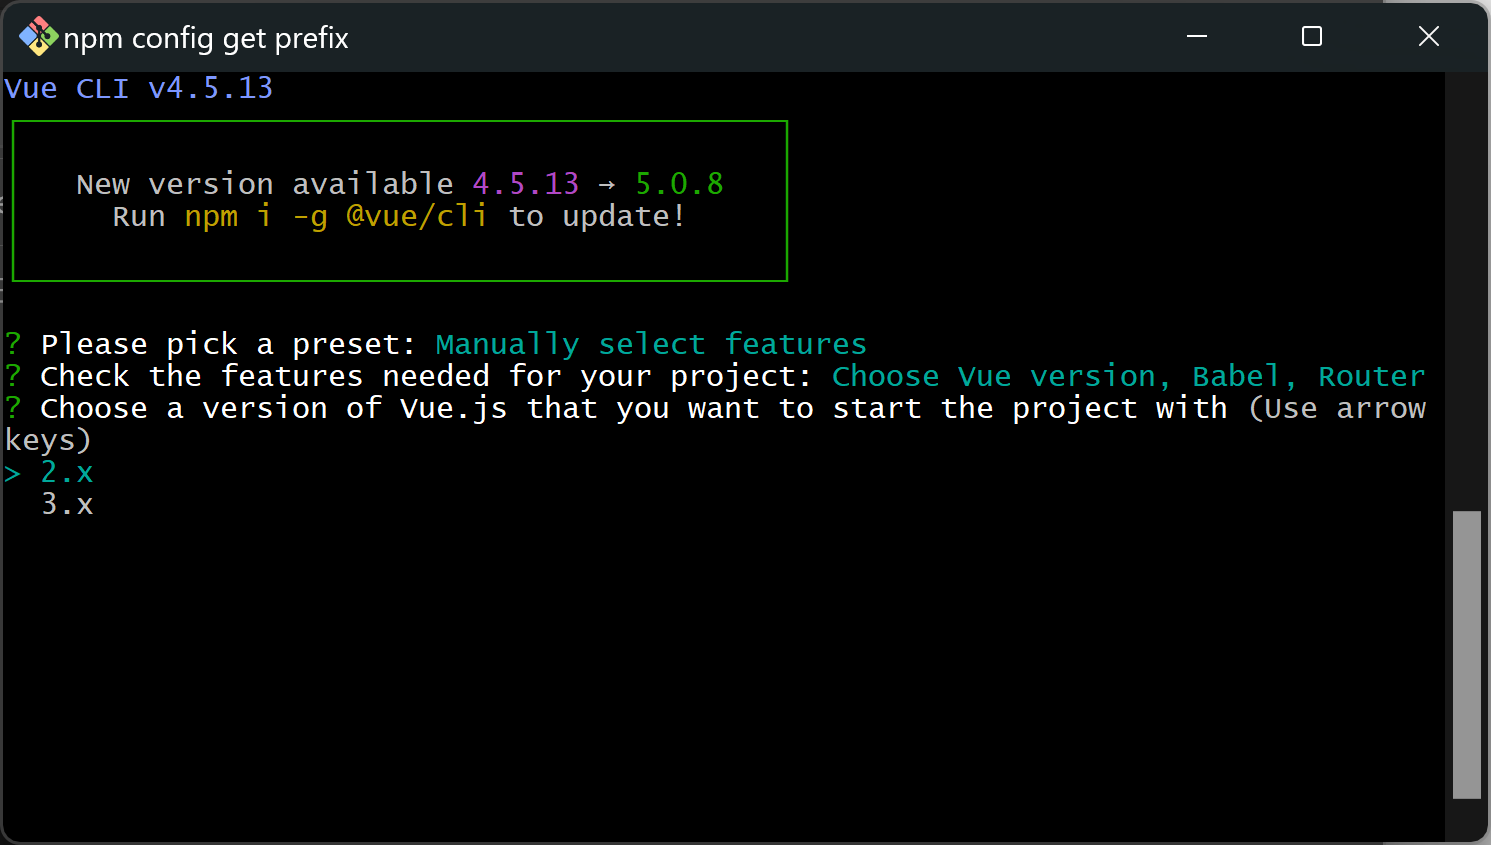 npm config get prefix
Vue CLI v4.5.13
New version available 4.5.13 → 5.0.8
Run npm i -g @vue/cli to update!
? Please pick a preset: Manually select features
? Check the features needed for your project: Choose Vue version, Babel, Router
? Choose a version of Vue.js that you want to start the project with (Use arrow
keys)
> 2.x
3.x